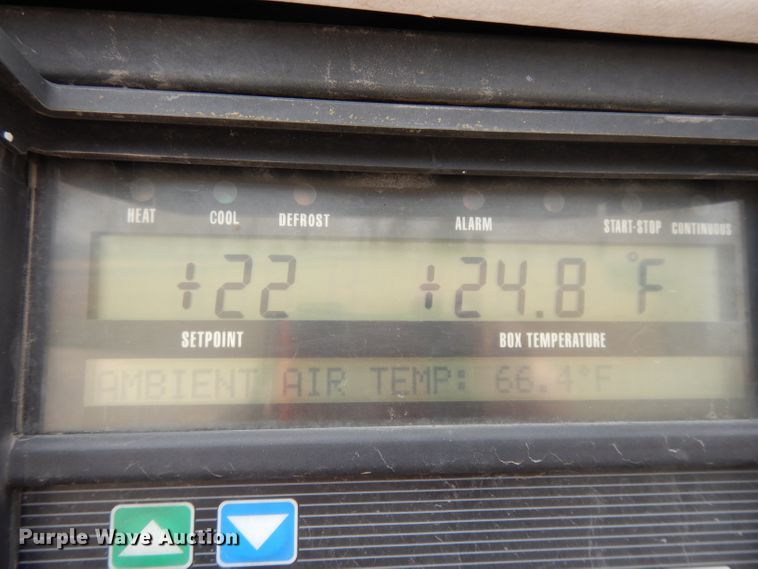 HEAT COOL DEFROST ALARM START-STOP CONTINUOUS
+22 +24.8 °F
SETPOINT BOX TEMPERATURE
AMBIENT AIR TEMP: 66.4°F
Purple Wave Auction